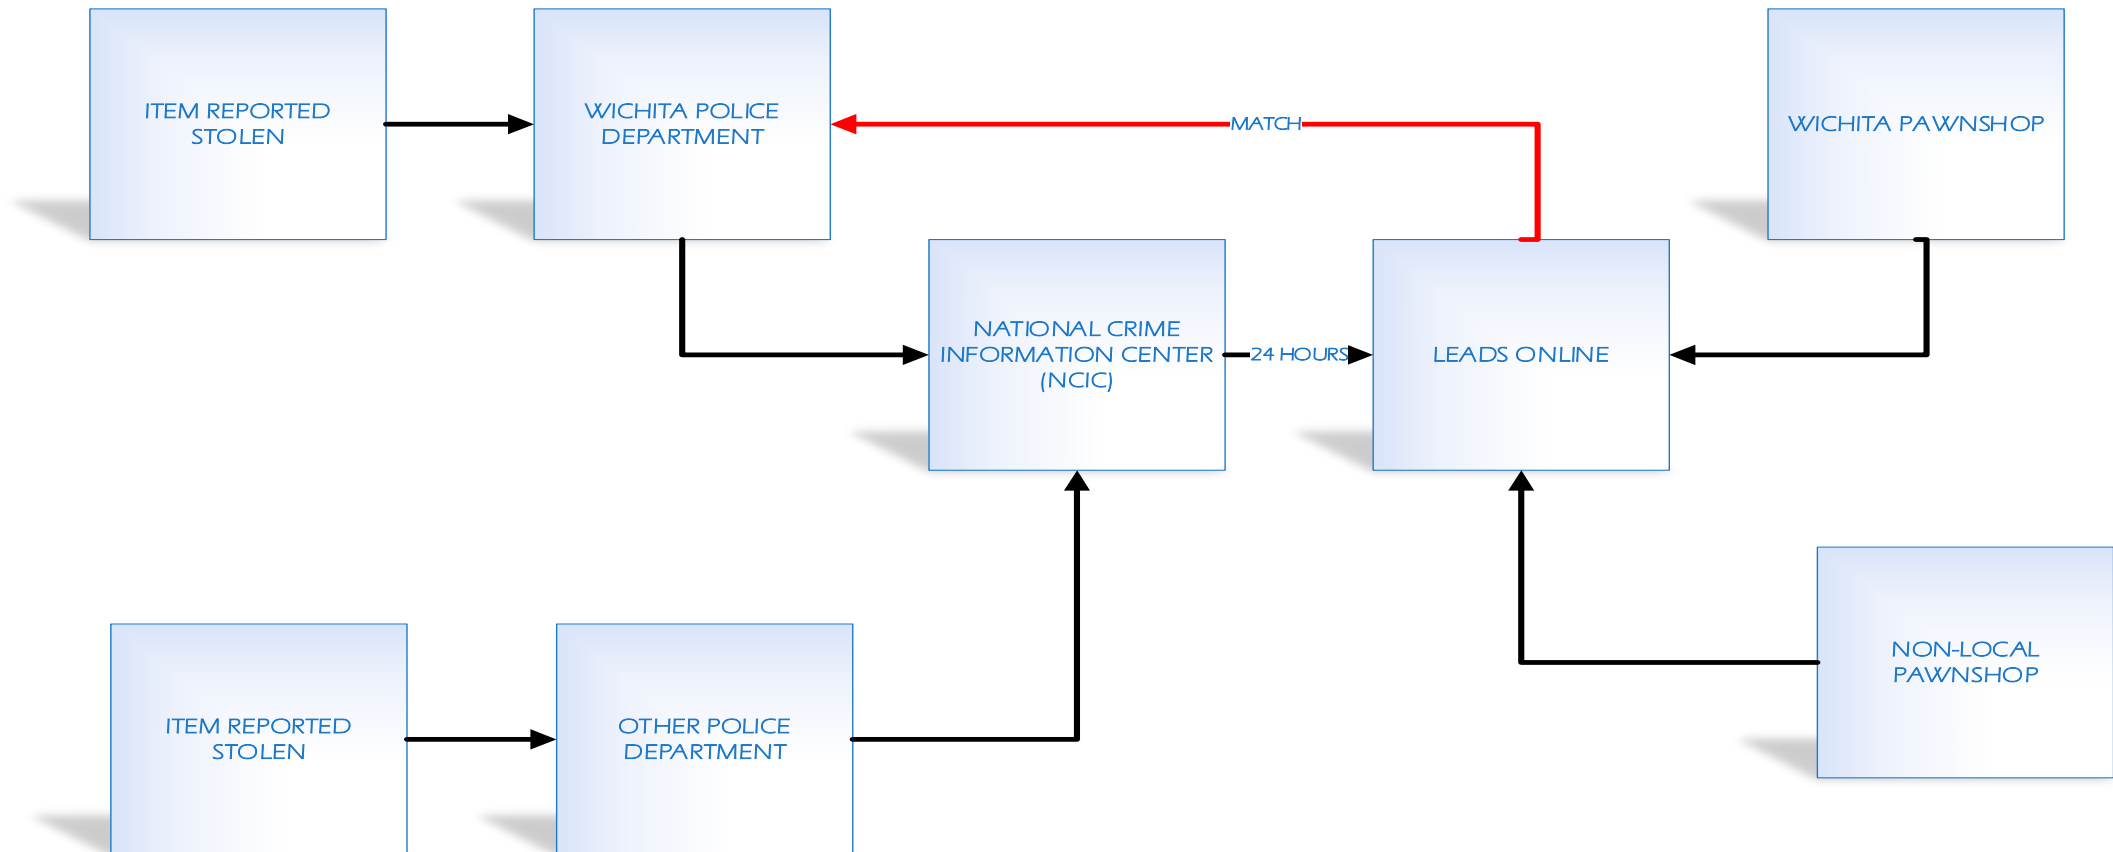 ITEM REPORTED
STOLEN
WICHITA POLICE
DEPARTMENT
MATCH
WICHITA PAWNSHOP
NATIONAL CRIME
INFORMATION CENTER
(NCIC)
24 HOURS
LEADS ONLINE
NON-LOCAL
PAWNSHOP
ITEM REPORTED
STOLEN
OTHER POLICE
DEPARTMENT